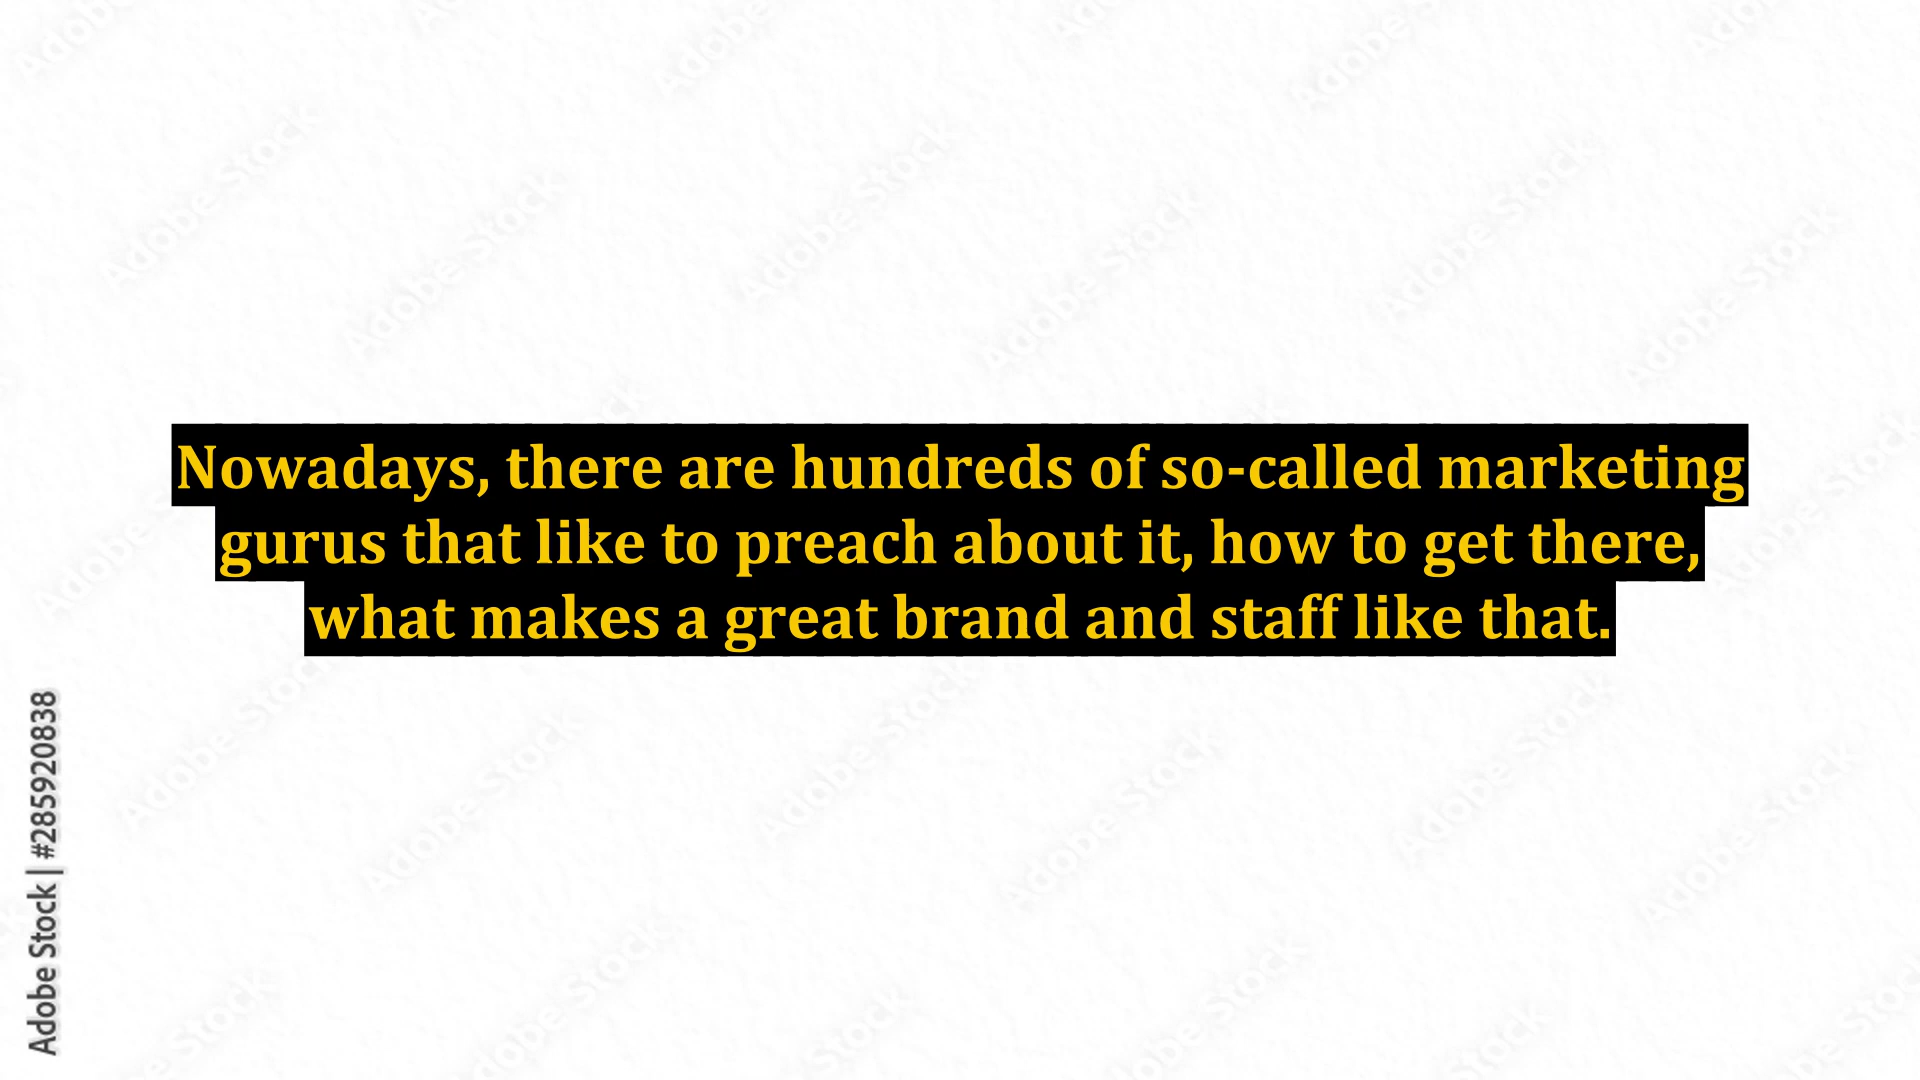 Nowadays, there are hundreds of so-called marketing
gurus that like to preach about it, how to get there,
what makes a great brand and staff like that.
Adobe Stock | #285920838